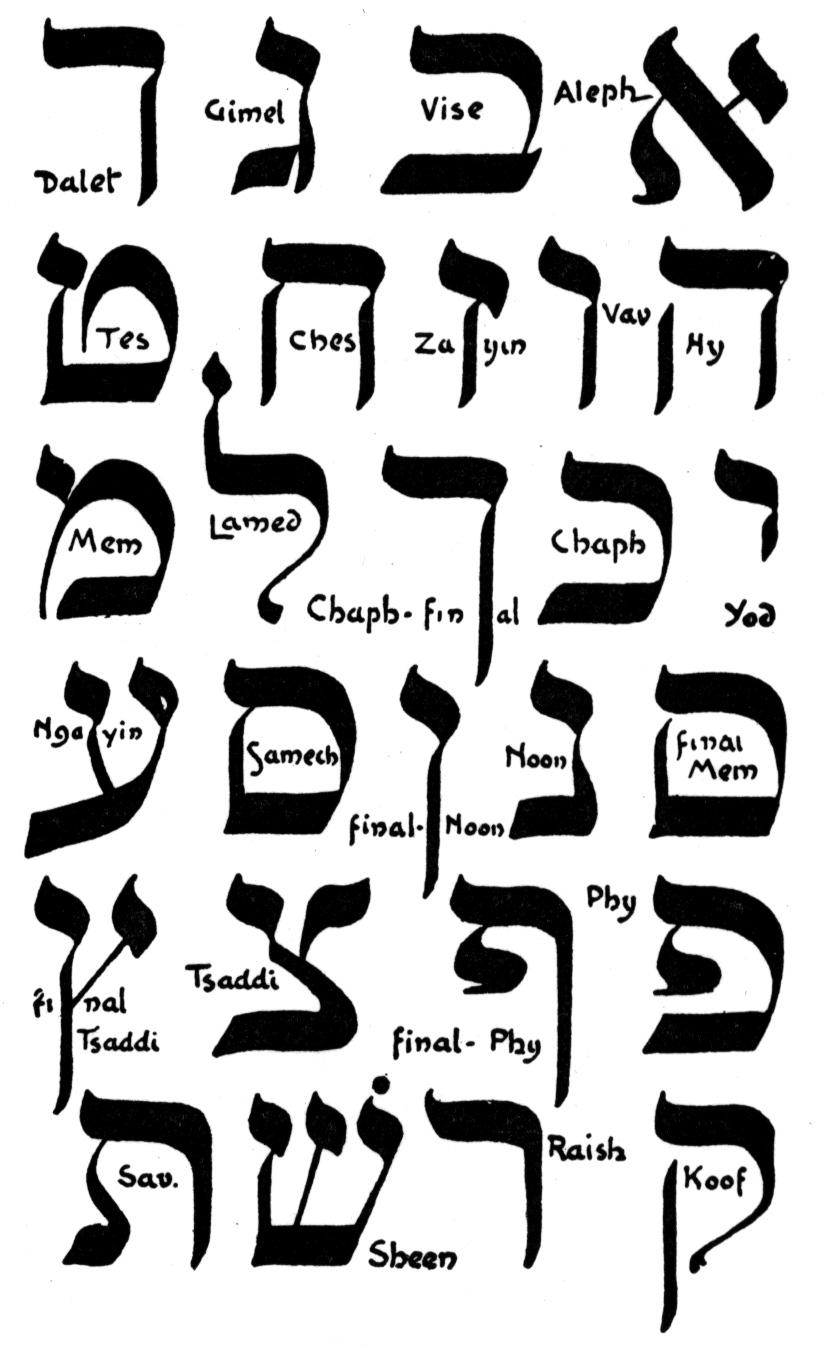 א Aleph ב Vise ג Gimel ד Dalet
ה Hy ו Vav ז Zayin ח Ches ט Tes
י Yod כ Chaph ך Chaph-final ל Lamed מ Mem
ם final Mem נ Noon ן final-Noon ס Samech ע Ngayin
פ Phy ף final-Phy צ Tsaddi ץ final Tsaddi
ק Koof ר Raish שׁ Sheen ת Sav.